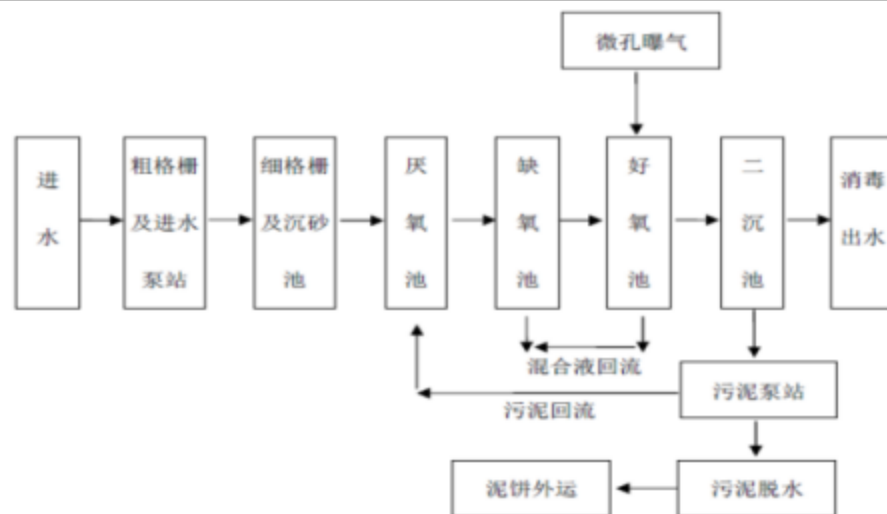 微孔曝气
进
水
粗格栅
及进水
泵站
细格栅
及沉砂
池
厌
氧
池
缺
氧
池
好
氧
池
二
沉
池
消毒
出水
混合液回流
污泥回流
污泥泵站
泥饼外运
污泥脱水